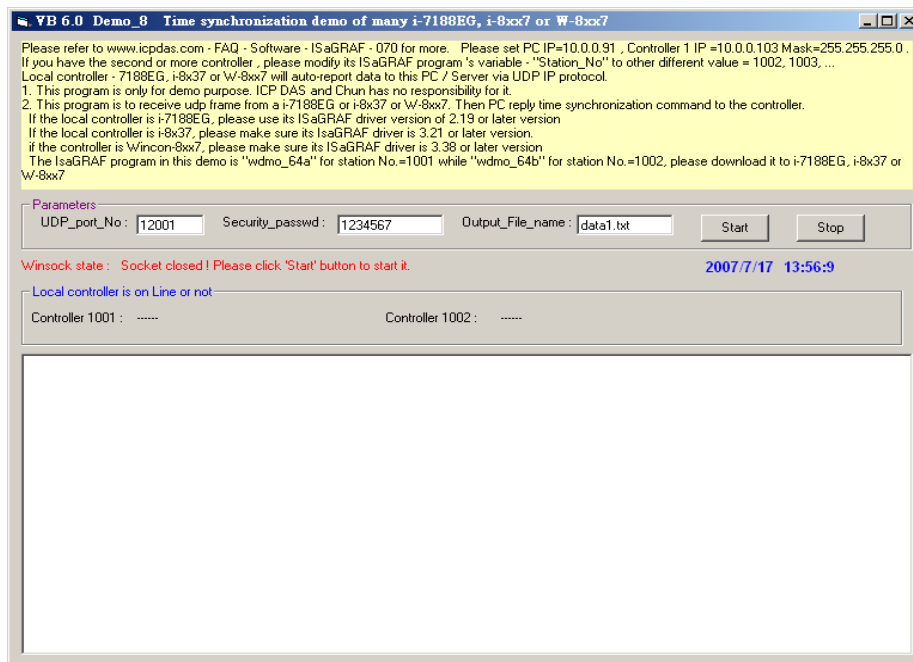 VB 6.0 Demo_8 Time synchronization demo of many i-7188EG, i-8xx7 or W-8xx7
Please refer to www.icpdas.com - FAQ - Software - ISaGRAF - 070 for more. Please set PC IP=10.0.0.91 , Controller 1 IP =10.0.0.103 Mask=255.255.255.0 .
If you have the second or more controller , please modify its ISaGRAF program 's variable - "Station_No" to other different value = 1002, 1003, ...
Local controller - 7188EG, i-8x37 or W-8xx7 will auto-report data to this PC / Server via UDP IP protocol.
1. This program is only for demo purpose. ICP DAS and Chun has no responsibility for it.
2. This program is to receive udp frame from a i-7188EG or i-8x37 or W-8xx7. Then PC reply time synchronization command to the controller.
If the local controller is i-7188EG, please use its ISaGRAF driver version of 2.19 or later version
If the local controller is i-8x37, please make sure its IsaGRAF driver is 3.21 or later version.
if the controller is Wincon-8xx7, please make sure its ISaGRAF driver is 3.38 or later version
The IsaGRAF program in this demo is "wdmo_64a" for station No.=1001 while "wdmo_64b" for station No.=1002, please download it to i-7188EG, i-8x37 or
W-8xx7
Parameters
UDP_port_No : 12001 Security_passwd : 1234567 Output_File_name : data1.txt Start Stop
Winsock state : Socket closed ! Please click 'Start' button to start it. 2007/7/17 13:56:9
Local controller is on Line or not
Controller 1001 : ------ Controller 1002 : ------